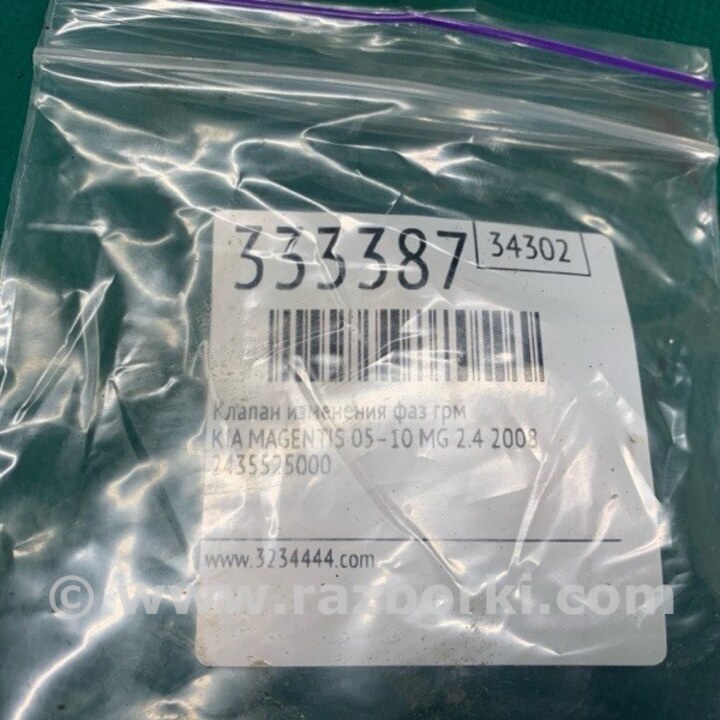 333387 34302
Клапан изменения фаз грм
KIA MAGENTIS 05-10 MG 2.4 2008
2435525000
www.3234444.com
© www.razborki.com